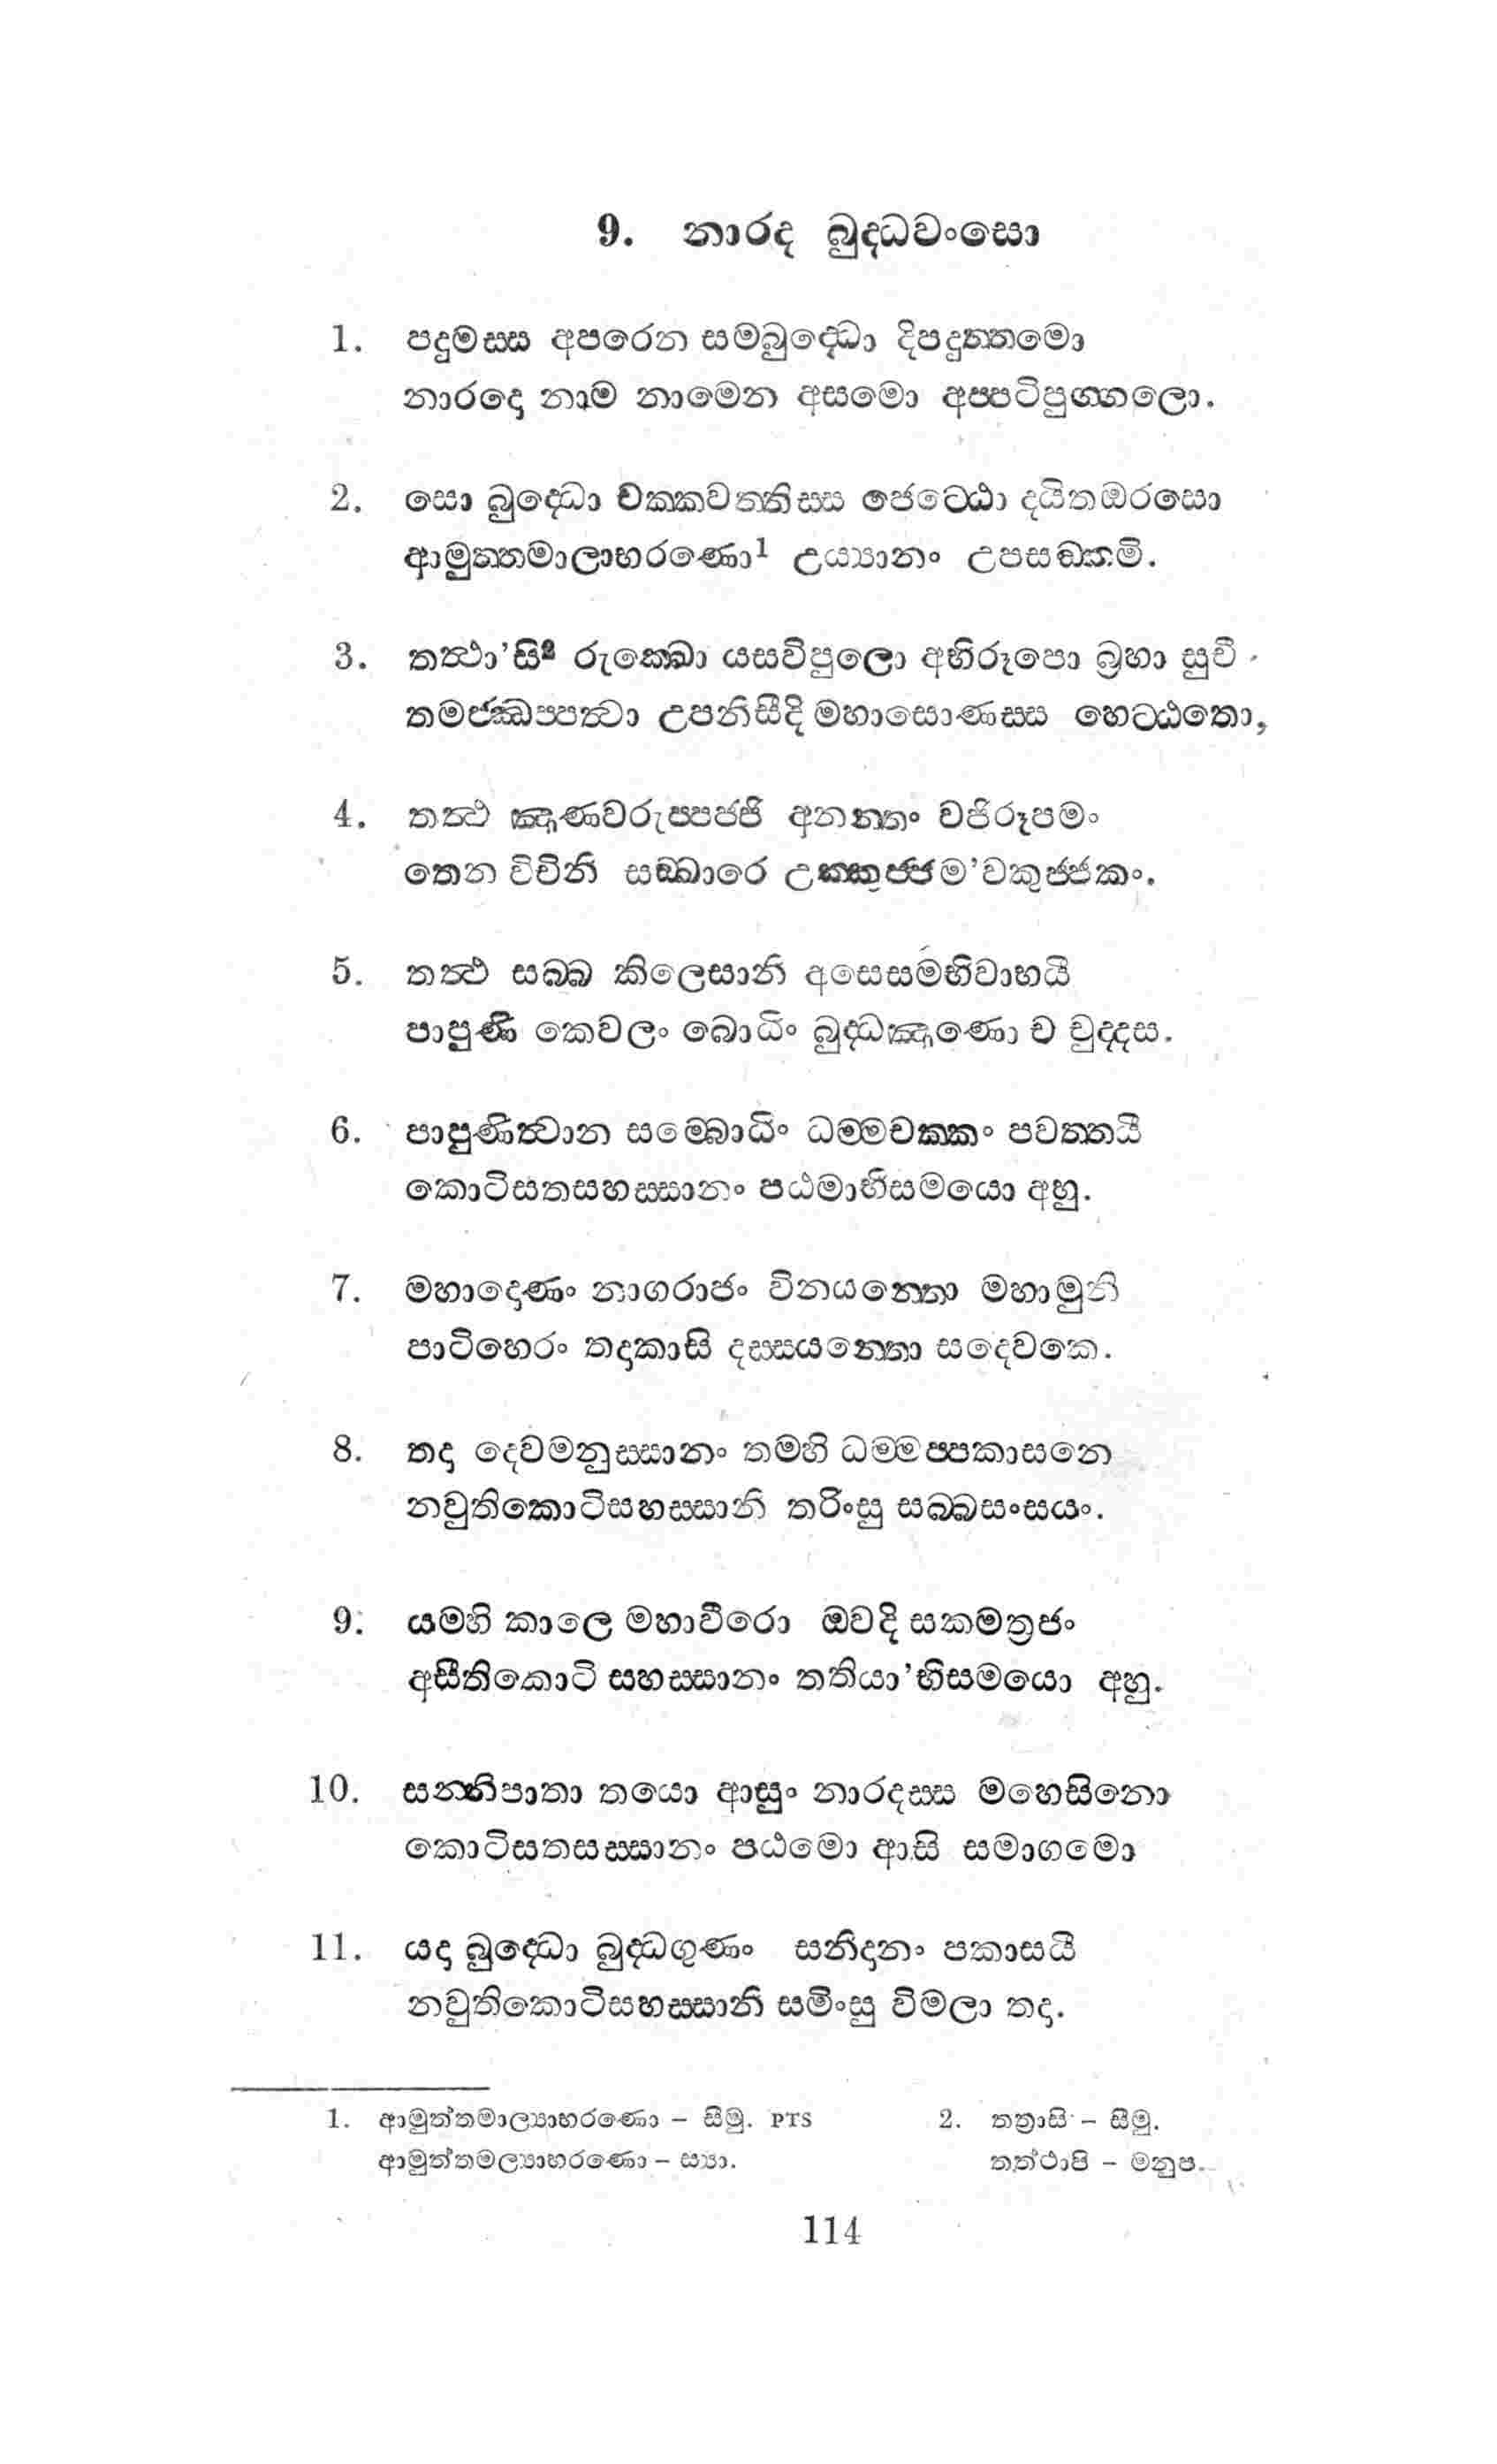 9. නාරද බුද්ධවංසො
1. පදුමස්ස අපරෙන සම්බුද්ධො දිපදුත්තමො
නාරදො නාම නාමෙන අසමො අප්පටිපුග්ගලො.
2. සො බුද්ධො චක්කවත්තිස්ස ජෙට්ඨො දයිතඔරසො
ආමුත්තමාලාභරණො1 උය්‍යානං උපසඞ්කමි.
3. තත්ථා’සි2 රුක්ඛො යසවිපුලො අභිරූපො බ්‍රහා සුචී
තමජ්ඣප්පත්වා උපනිසීදි මහාසොණස්ස හෙට්ඨතො,
4. තත්ථ ඤාණවරුප්පජ්ජි අනන්තං වජිරූපමං
තෙන විචිනි සඞ්ඛාරෙ උක්කුජ්ජම’වකුජ්ජකං.
5. තත්ථ සබ්බ කිලෙසානි අසෙසමභිවාහයි
පාපුණී කෙවලං බොධිං බුද්ධඤාණො ච චුද්දස.
6. පාපුණිත්වාන සම්බොධිං ධම්මචක්කං පවත්තයී
කොටිසතසහස්සානං පඨමාභිසමයො අහු.
7. මහාදොණං නාගරාජං විනයන්තො මහාමුනි
පාටිහෙරං තදාකාසි දස්සයන්තො සදෙවකෙ.
8. තදා දෙවමනුස්සානං තම්හි ධම්මප්පකාසනෙ
නවුතිකොටිසහස්සානි තරිංසු සබ්බසංසයං.
9. යම්හි කාලෙ මහාවීරො ඔවදී සකමත්‍රජං
අසීතිකොටි සහස්සානං තතියා’භිසමයො අහු.
10. සන්නිපාතා තයො ආසුං නාරදස්ස මහෙසිනො
කොටිසතසස්සානං පඨමො ආසි සමාගමො
11. යදා බුද්ධො බුද්ධගුණං සනිදානං පකාසයී
නවුතිකොටිසහස්සානි සමිංසු විමලා තදා.
1. ආමුත්තමාල්‍යාභරණො – සීමු. PTS
ආමුත්තමල්‍යාභරණො – ස්‍යා.
2. තත්‍රාසි – සීමු.
තත්ථාපි – මනුප.
114